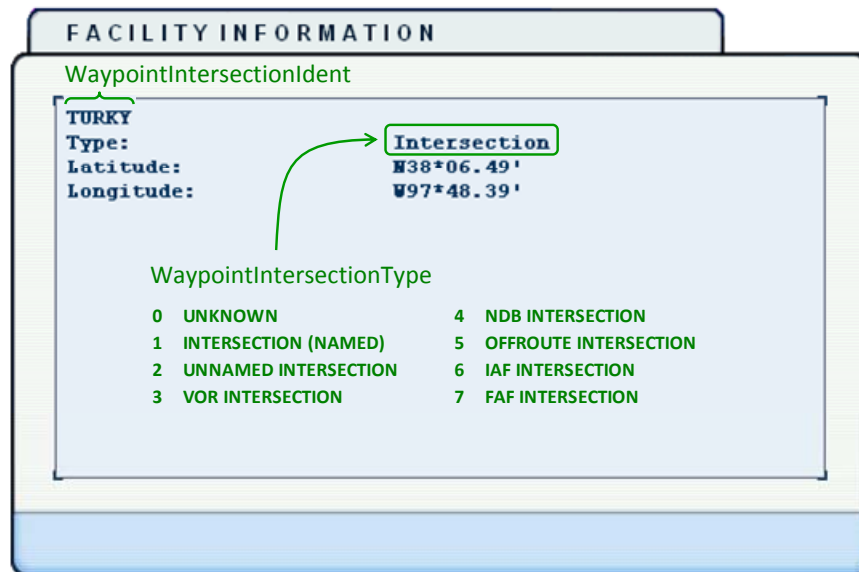 FACILITY INFORMATION
WaypointIntersectionIdent
TURKY
Type: Intersection
Latitude: N38*06.49'
Longitude: W97*48.39'
WaypointIntersectionType
0 UNKNOWN 4 NDB INTERSECTION
1 INTERSECTION (NAMED) 5 OFFROUTE INTERSECTION
2 UNNAMED INTERSECTION 6 IAF INTERSECTION
3 VOR INTERSECTION 7 FAF INTERSECTION